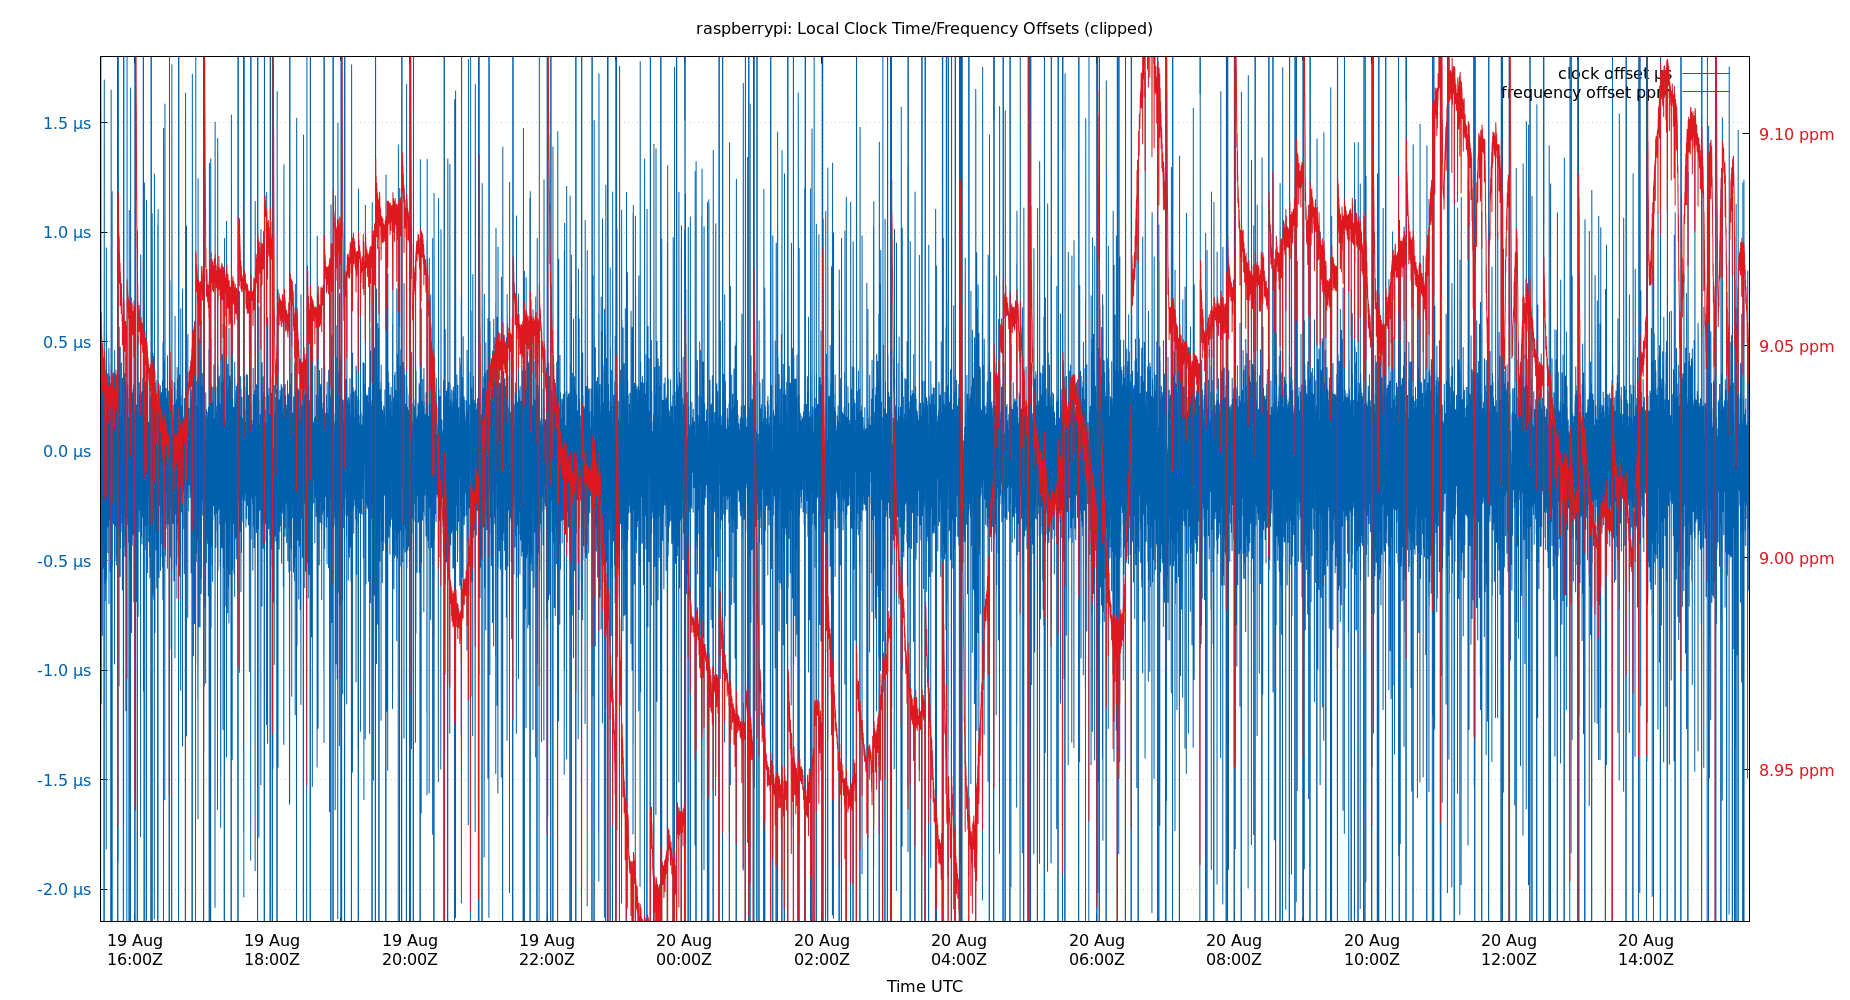 raspberrypi: Local Clock Time/Frequency Offsets (clipped)
clock offset µs
frequency offset ppm
1.5 µs
1.0 µs
0.5 µs
0.0 µs
-0.5 µs
-1.0 µs
-1.5 µs
-2.0 µs
9.10 ppm
9.05 ppm
9.00 ppm
8.95 ppm
19 Aug 19 Aug 19 Aug 19 Aug 20 Aug 20 Aug 20 Aug 20 Aug 20 Aug 20 Aug 20 Aug 20 Aug
16:00Z 18:00Z 20:00Z 22:00Z 00:00Z 02:00Z 04:00Z 06:00Z 08:00Z 10:00Z 12:00Z 14:00Z
Time UTC